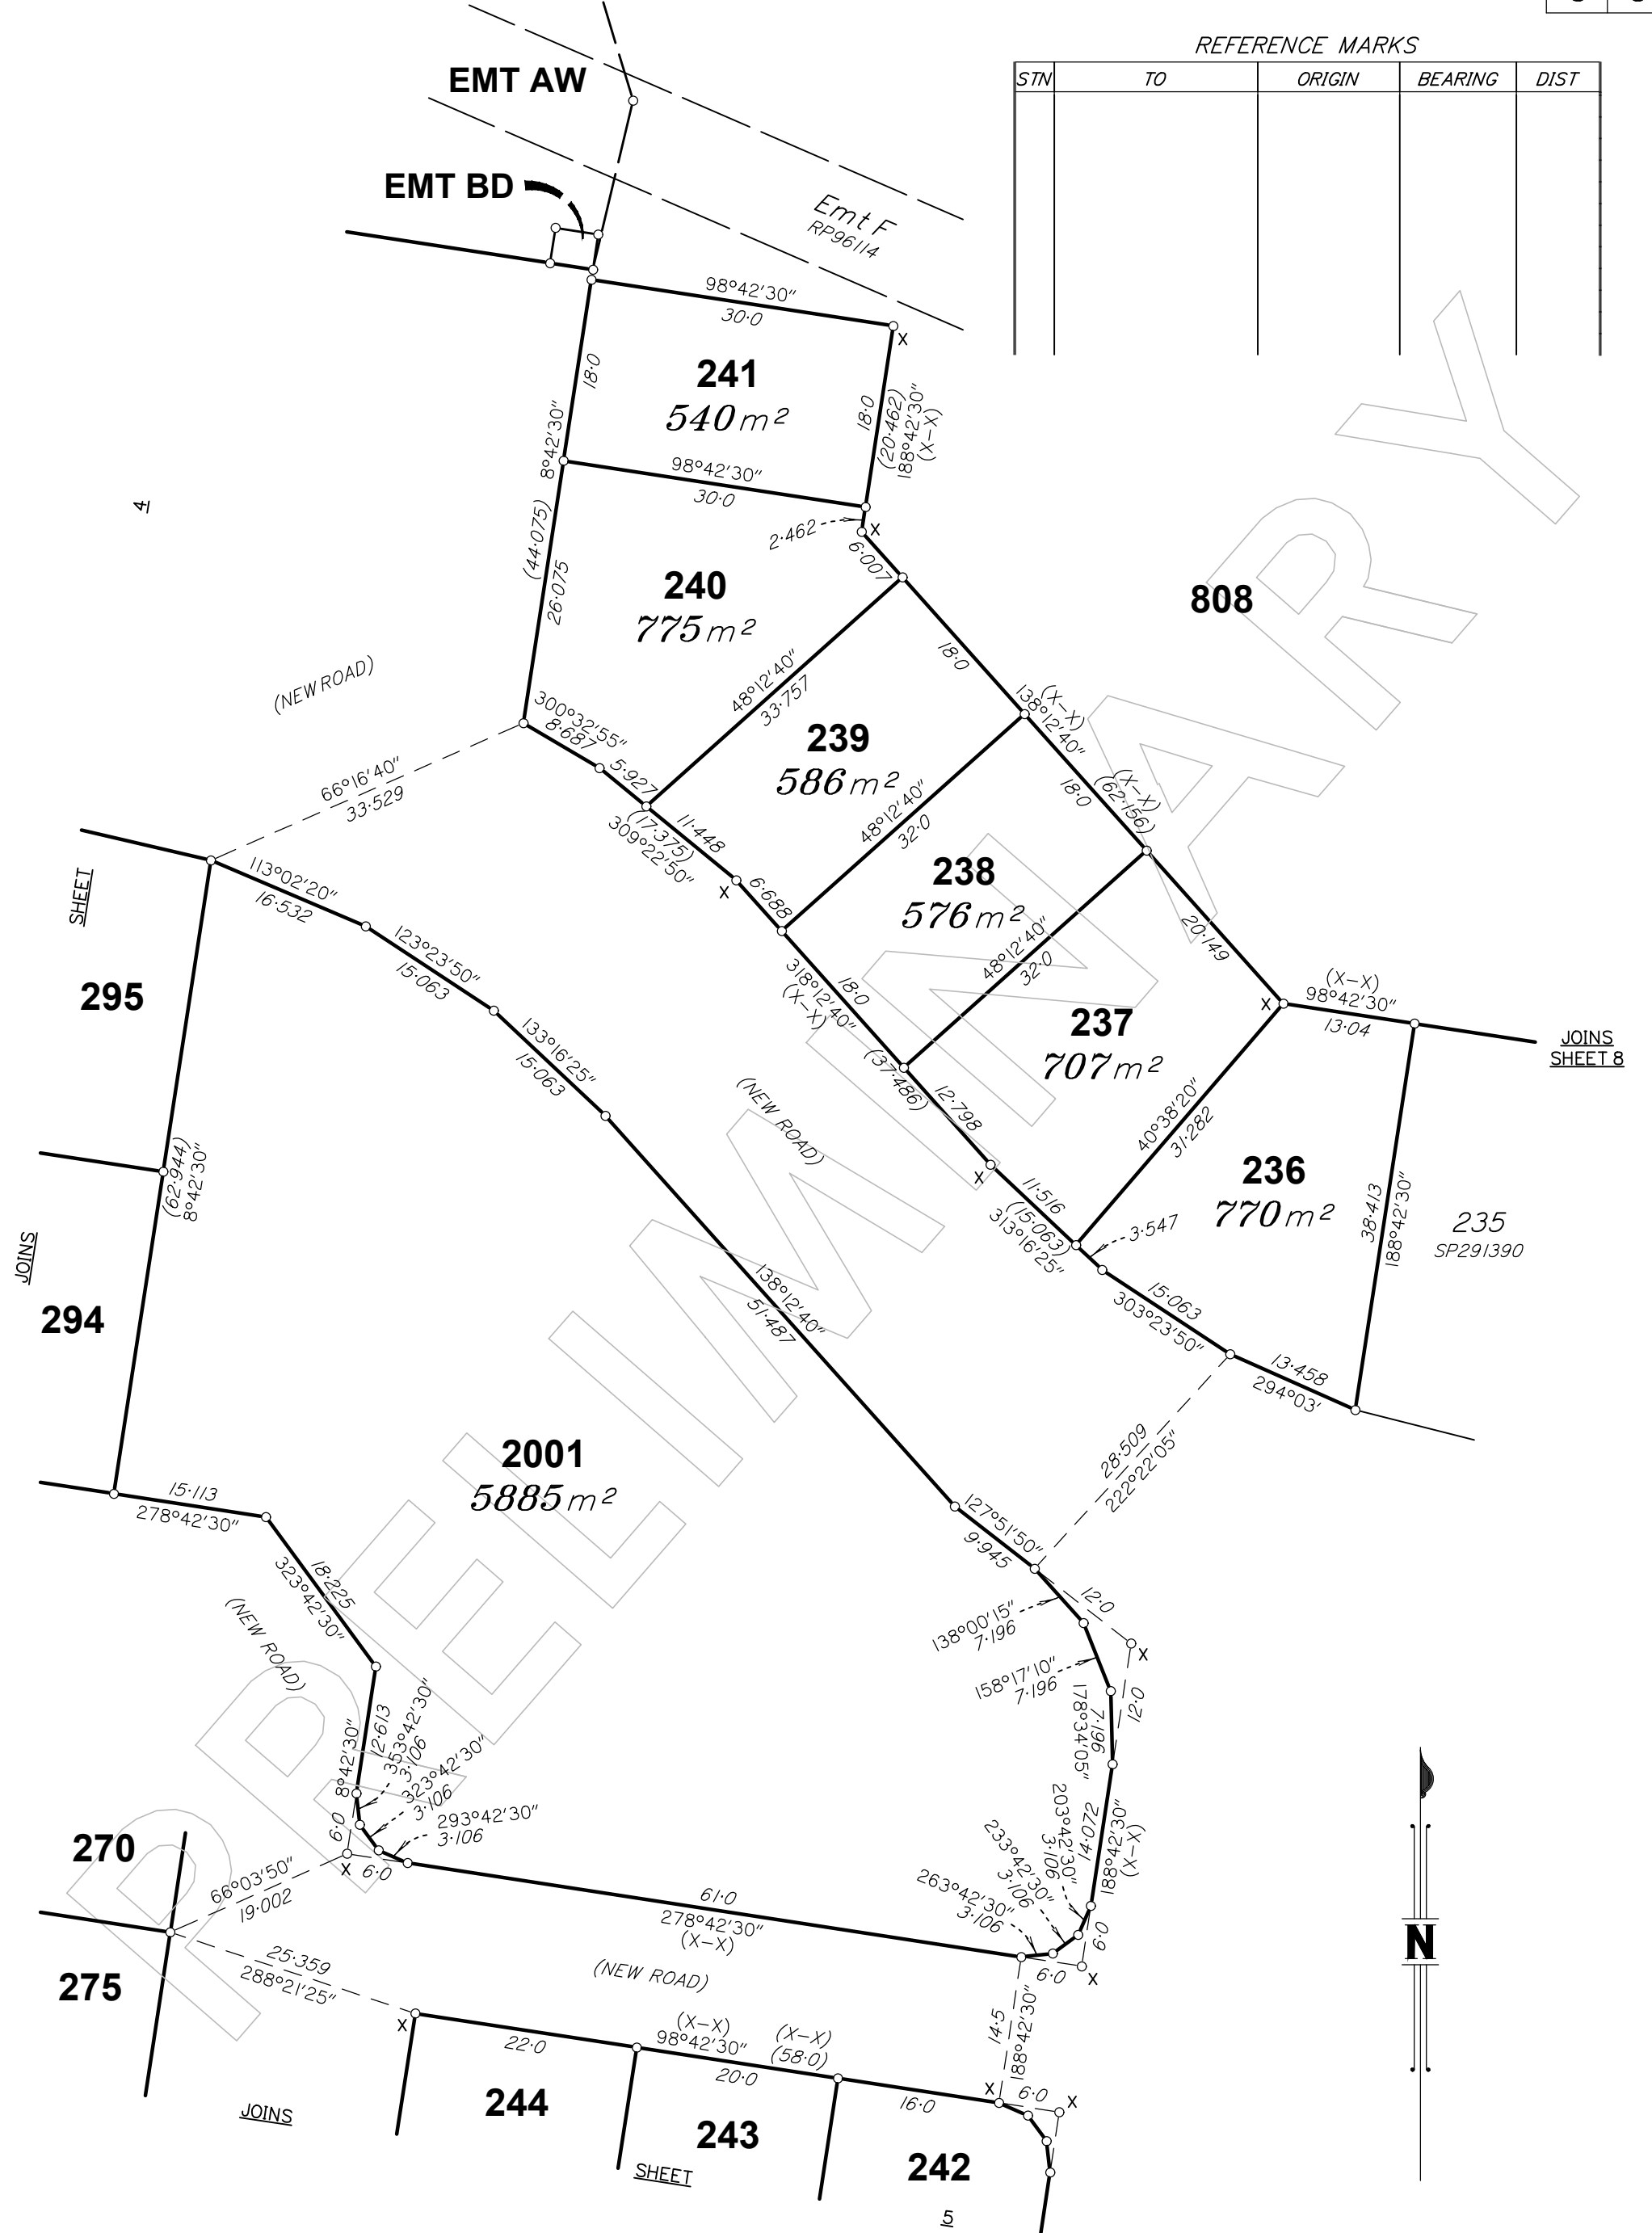 REFERENCE MARKS
STN TO ORIGIN BEARING DIST
EMT AW
EMT BD
Emt F
RP96114
98°42'30"
30·0
18·0
241
540 m²
18·0
(20·462)
188°42'30"
(X-X)
X
8°42'30"
(44·075)
26·075
98°42'30"
30·0
2·462
X
6·007
240
775 m²
808
4
(NEW ROAD)
48°12'40"
33·757
18·0
(X-X)
138°12'40"
300°32'55"
8·687
5·927
239
586 m²
66°16'40"
33·529
(17·375)
309°22'50"
11·448
X
48°12'40"
32·0
18·0
(X-X)
(62·156)
238
576 m²
6·688
113°02'20"
16·532
SHEET
295
123°23'50"
15·063
318°12'40"
(X-X)
18·0
48°12'40"
32·0
20·149
133°16'25"
15·063
237
707 m²
X
(X-X)
98°42'30"
13·04
JOINS
SHEET 8
(37·486)
12·798
(NEW ROAD)
40°38'20"
31·282
X
(62·944)
8°42'30"
11·516
(15·063)
313°16'25"
3·547
236
770 m²
38·413
188°42'30"
235
SP291390
JOINS
294
138°12'40"
51·487
15·063
303°23'50"
13·458
294°03'
28·509
222°22'05"
2001
5885 m²
15·113
278°42'30"
18·225
323°42'30"
(NEW ROAD)
127°51'50"
9·945
12·0
X
138°00'15"
7·196
158°17'10"
7·196
12·0
7·196
178°34'05"
8°42'30"
12·613
353°42'30"
3·106
323°42'30"
3·106
293°42'30"
3·106
6·0
X
6·0
14·072
188°42'30"
(X-X)
203°42'30"
3·106
233°42'30"
3·106
263°42'30"
3·106
6·0
6·0
X
270
66°03'50"
19·002
61·0
278°42'30"
(X-X)
25·359
288°21'25"
275
(NEW ROAD)
14·5
188°42'30"
X
22·0
(X-X)
98°42'30"
20·0
(X-X)
(58·0)
16·0
X
6·0
X
JOINS
244
243
242
SHEET
5
N
PRELIMINARY